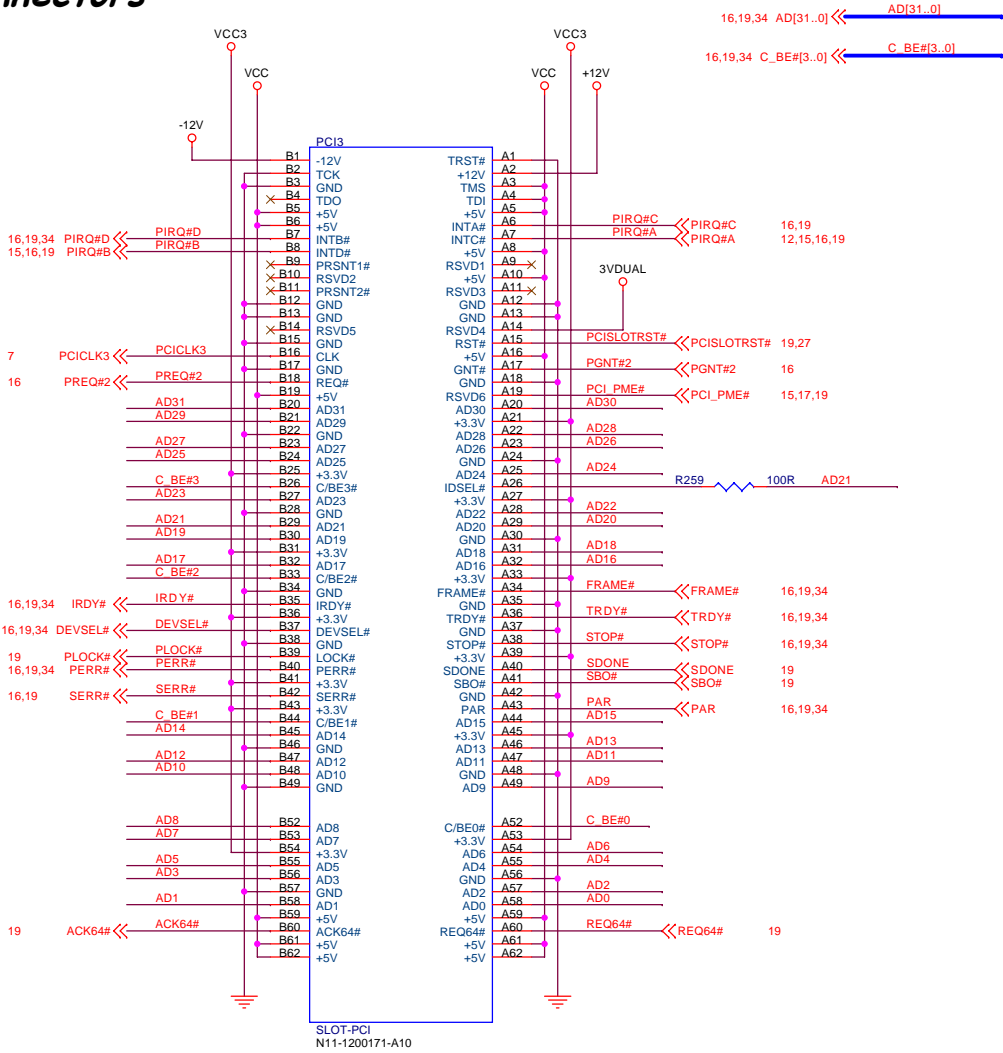 16,19,34 AD[31..0] AD[31..0]
16,19,34 C_BE#[3..0] C_BE#[3..0]
VCC3 VCC3
VCC VCC +12V
-12V
PCI3
B1 -12V TRST# A1
B2 TCK +12V A2
B3 GND TMS A3
B4 TDO TDI A4
B5 +5V +5V A5
B6 +5V INTA# A6 PIRQ#C PIRQ#C 16,19
16,19,34 PIRQ#D PIRQ#D B7 INTB# INTC# A7 PIRQ#A PIRQ#A 12,15,16,19
15,16,19 PIRQ#B PIRQ#B B8 INTD# +5V A8
B9 PRSNT1# RSVD1 A9
B10 RSVD2 +5V A10 3VDUAL
B11 PRSNT2# RSVD3 A11
B12 GND GND A12
B13 GND GND A13
B14 RSVD5 RSVD4 A14
B15 GND RST# A15 PCISLOTRST# PCISLOTRST# 19,27
7 PCICLK3 PCICLK3 B16 CLK +5V A16
B17 GND GNT# A17 PGNT#2 PGNT#2 16
16 PREQ#2 PREQ#2 B18 REQ# GND A18
B19 +5V RSVD6 A19 PCI_PME# PCI_PME# 15,17,19
AD31 B20 AD31 AD30 A20 AD30
AD29 B21 AD29 +3.3V A21
B22 GND AD28 A22 AD28
AD27 B23 AD27 AD26 A23 AD26
AD25 B24 AD25 GND A24
B25 +3.3V AD24 A25 AD24
C_BE#3 B26 C/BE3# IDSEL# A26 R259 100R AD21
AD23 B27 AD23 +3.3V A27
B28 GND AD22 A28 AD22
AD21 B29 AD21 AD20 A29 AD20
AD19 B30 AD19 GND A30
B31 +3.3V AD18 A31 AD18
AD17 B32 AD17 AD16 A32 AD16
C_BE#2 B33 C/BE2# +3.3V A33
B34 GND FRAME# A34 FRAME# FRAME# 16,19,34
16,19,34 IRDY# IRDY# B35 IRDY# GND A35
B36 +3.3V TRDY# A36 TRDY# TRDY# 16,19,34
16,19,34 DEVSEL# DEVSEL# B37 DEVSEL# GND A37
B38 GND STOP# A38 STOP# STOP# 16,19,34
19 PLOCK# PLOCK# B39 LOCK# +3.3V A39
16,19,34 PERR# PERR# B40 PERR# SDONE A40 SDONE SDONE 19
B41 +3.3V SBO# A41 SBO# SBO# 19
16,19 SERR# SERR# B42 SERR# GND A42
B43 +3.3V PAR A43 PAR PAR 16,19,34
C_BE#1 B44 C/BE1# AD15 A44 AD15
AD14 B45 AD14 +3.3V A45
B46 GND AD13 A46 AD13
AD12 B47 AD12 AD11 A47 AD11
AD10 B48 AD10 GND A48
B49 GND AD9 A49 AD9
AD8 B52 AD8 C/BE0# A52 C_BE#0
AD7 B53 AD7 +3.3V A53
B54 +3.3V AD6 A54 AD6
AD5 B55 AD5 AD4 A55 AD4
AD3 B56 AD3 GND A56
B57 GND AD2 A57 AD2
AD1 B58 AD1 AD0 A58 AD0
B59 +5V +5V A59
19 ACK64# ACK64# B60 ACK64# REQ64# A60 REQ64# REQ64# 19
B61 +5V +5V A61
B62 +5V +5V A62
SLOT-PCI
N11-1200171-A10